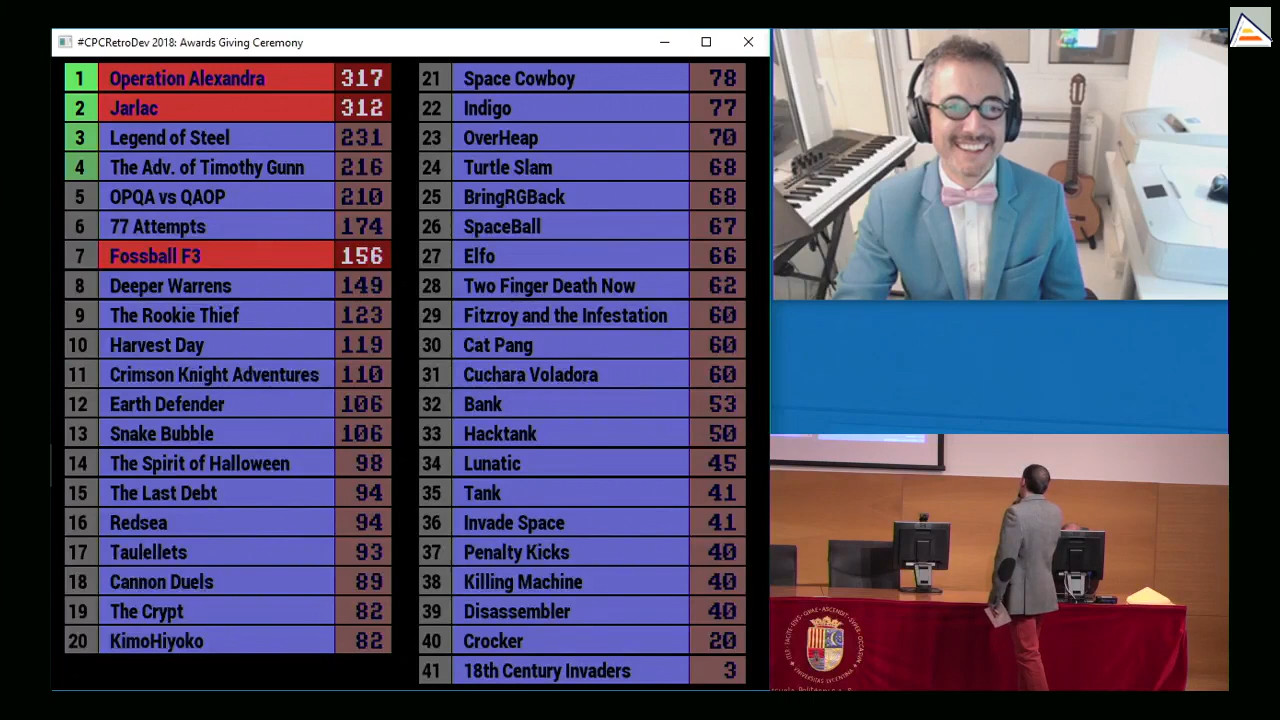 #CPCRetroDev 2018: Awards Giving Ceremony
1 Operation Alexandra 317
2 Jarlac 312
3 Legend of Steel 231
4 The Adv. of Timothy Gunn 216
5 OPQA vs QAOP 210
6 77 Attempts 174
7 Fossball F3 156
8 Deeper Warrens 149
9 The Rookie Thief 123
10 Harvest Day 119
11 Crimson Knight Adventures 110
12 Earth Defender 106
13 Snake Bubble 106
14 The Spirit of Halloween 98
15 The Last Debt 94
16 Redsea 94
17 Taulellets 93
18 Cannon Duels 89
19 The Crypt 82
20 KimoHiyoko 82
21 Space Cowboy 78
22 Indigo 77
23 OverHeap 70
24 Turtle Slam 68
25 BringRGBack 68
26 SpaceBall 67
27 Elfo 66
28 Two Finger Death Now 62
29 Fitzroy and the Infestation 60
30 Cat Pang 60
31 Cuchara Voladora 60
32 Bank 53
33 Hacktank 50
34 Lunatic 45
35 Tank 41
36 Invade Space 41
37 Penalty Kicks 40
38 Killing Machine 40
39 Disassembler 40
40 Crocker 20
41 18th Century Invaders 3